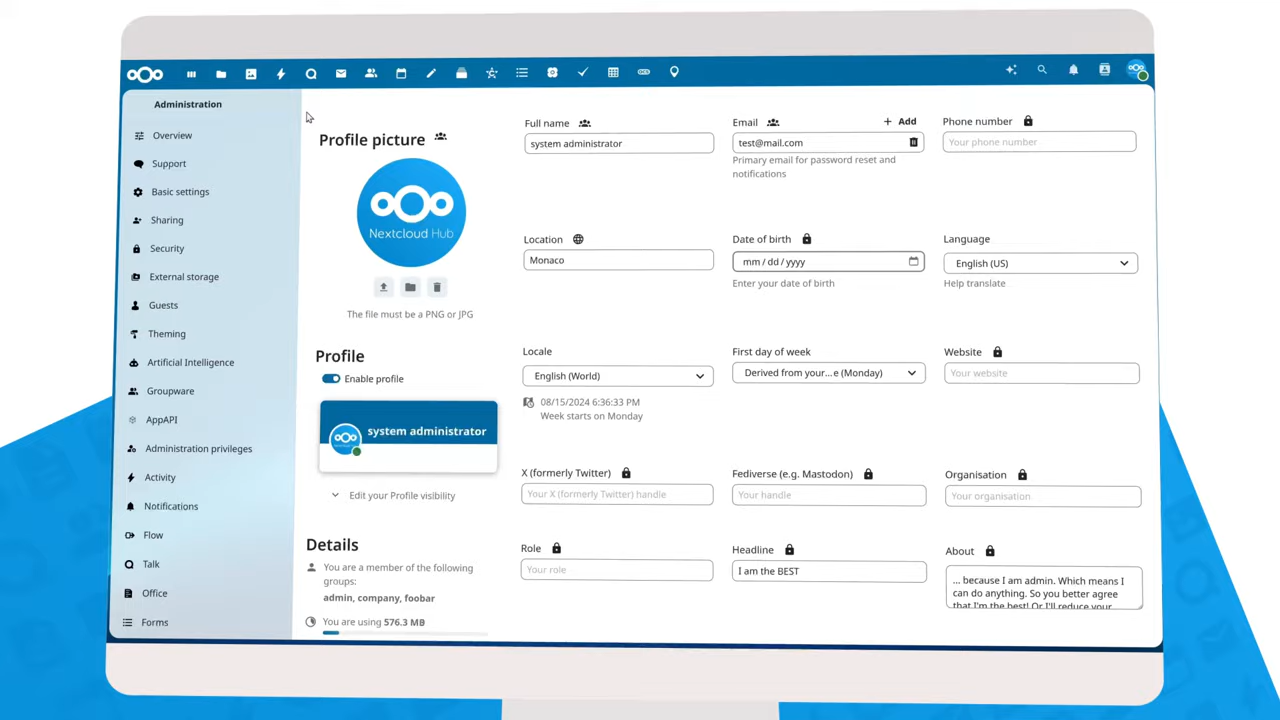 Administration
Overview
Support
Basic settings
Sharing
Security
External storage
Guests
Theming
Artificial Intelligence
Groupware
AppAPI
Administration privileges
Activity
Notifications
Flow
Talk
Office
Forms
Profile picture
Nextcloud Hub
The file must be a PNG or JPG
Profile
Enable profile
system administrator
Edit your Profile visibility
Details
You are a member of the following
groups:
admin, company, foobar
You are using 576.3 MB
Full name
system administrator
Email
Add
test@mail.com
Primary email for password reset and
notifications
Phone number
Your phone number
Location
Monaco
Date of birth
mm / dd / yyyy
Enter your date of birth
Language
English (US)
Help translate
Locale
English (World)
08/15/2024 6:36:33 PM
Week starts on Monday
First day of week
Derived from your...e (Monday)
Website
Your website
X (formerly Twitter)
Your X (formerly Twitter) handle
Fediverse (e.g. Mastodon)
Your handle
Organisation
Your organisation
Role
Your role
Headline
I am the BEST
About
... because I am admin. Which means I
can do anything. So you better agree
that I'm the best! Or I'll reduce your